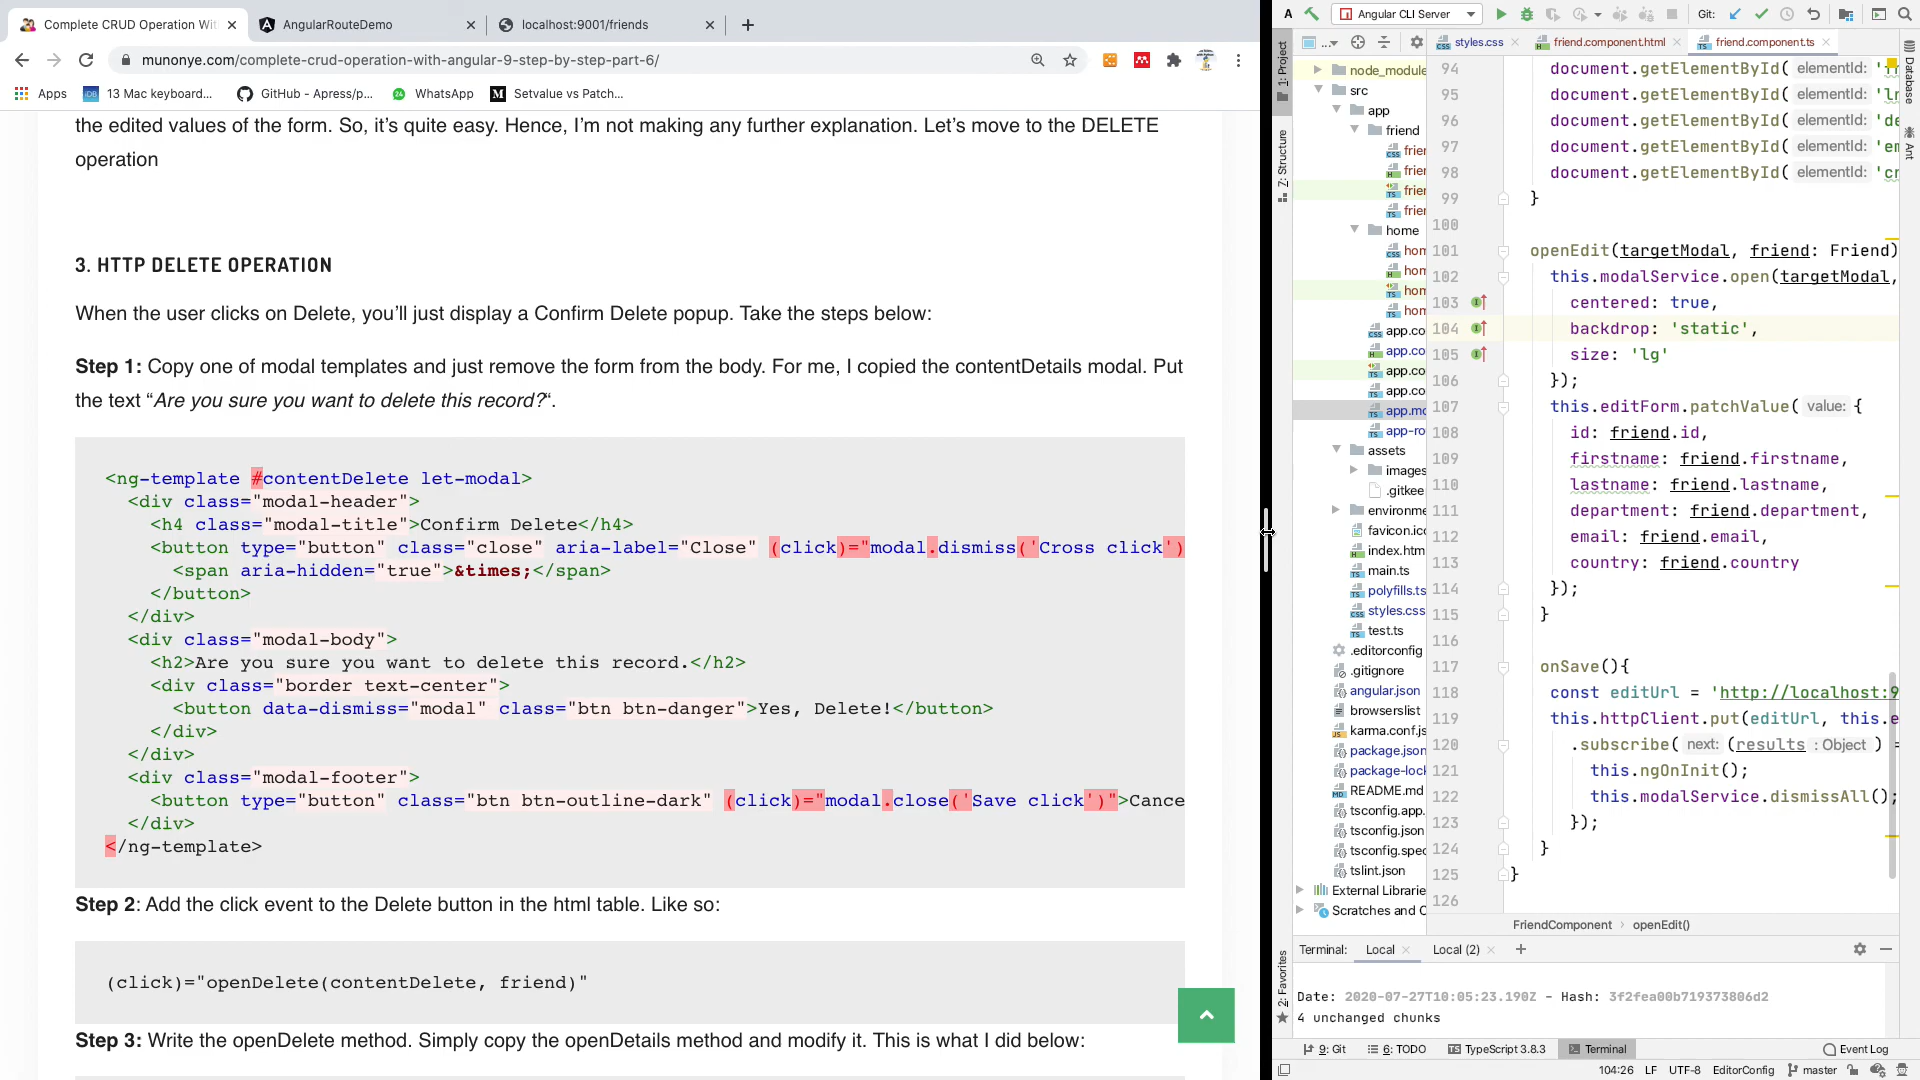 Complete CRUD Operation Wit
AngularRouteDemo
localhost:9001/friends
munonye.com/complete-crud-operation-with-angular-9-step-by-step-part-6/
Apps
13 Mac keyboard...
GitHub - Apress/p...
WhatsApp
Setvalue vs Patch...
the edited values of the form. So, it's quite easy. Hence, I'm not making any further explanation. Let's move to the DELETE
operation
3. HTTP DELETE OPERATION
When the user clicks on Delete, you'll just display a Confirm Delete popup. Take the steps below:
Step 1: Copy one of modal templates and just remove the form from the body. For me, I copied the contentDetails modal. Put
the text "Are you sure you want to delete this record?".
<ng-template #contentDelete let-modal>
<div class="modal-header">
<h4 class="modal-title">Confirm Delete</h4>
<button type="button" class="close" aria-label="Close" (click)="modal.dismiss('Cross click')
<span aria-hidden="true">&times;</span>
</button>
</div>
<div class="modal-body">
<h2>Are you sure you want to delete this record.</h2>
<div class="border text-center">
<button data-dismiss="modal" class="btn btn-danger">Yes, Delete!</button>
</div>
</div>
<div class="modal-footer">
<button type="button" class="btn btn-outline-dark" (click)="modal.close('Save click')">Cance
</div>
</ng-template>
Step 2: Add the click event to the Delete button in the html table. Like so:
(click)="openDelete(contentDelete, friend)"
Step 3: Write the openDelete method. Simply copy the openDetails method and modify it. This is what I did below:
Angular CLI Server
Git:
styles.css
friend.component.html
friend.component.ts
1: Project
Z: Structure
2: Favorites
Database
Ant
node_module
src
app
friend
frie
frie
frie
frie
home
hom
hom
hom
hom
app.co
app.co
app.co
app.co
app.mo
app-ro
assets
images
.gitkee
environme
favicon.ico
index.htm
main.ts
polyfills.ts
styles.css
test.ts
.editorconfig
.gitignore
angular.json
browserslist
karma.conf.js
package.json
package-lock
README.md
tsconfig.app.
tsconfig.json
tsconfig.spec
tslint.json
External Librarie
Scratches and C
94 document.getElementById( elementId: 'fr
95 document.getElementById( elementId: 'ln
96 document.getElementById( elementId: 'de
97 document.getElementById( elementId: 'em
98 document.getElementById( elementId: 'cn
99 }
100
101 openEdit(targetModal, friend: Friend)
102 this.modalService.open(targetModal,
103 centered: true,
104 backdrop: 'static',
105 size: 'lg'
106 });
107 this.editForm.patchValue( value: {
108 id: friend.id,
109 firstname: friend.firstname,
110 lastname: friend.lastname,
111 department: friend.department,
112 email: friend.email,
113 country: friend.country
114 });
115 }
116
117 onSave(){
118 const editUrl = 'http://localhost:9
119 this.httpClient.put(editUrl, this.e
120 .subscribe( next: (results : Object ) =
121 this.ngOnInit();
122 this.modalService.dismissAll();
123 });
124 }
125 }
126
FriendComponent › openEdit()
Terminal: Local × Local (2) × +
Date: 2020-07-27T10:05:23.190Z - Hash: 3f2fea00b719373806d2
4 unchanged chunks
9: Git
6: TODO
TypeScript 3.8.3
Terminal
Event Log
104:26 LF UTF-8 EditorConfig master